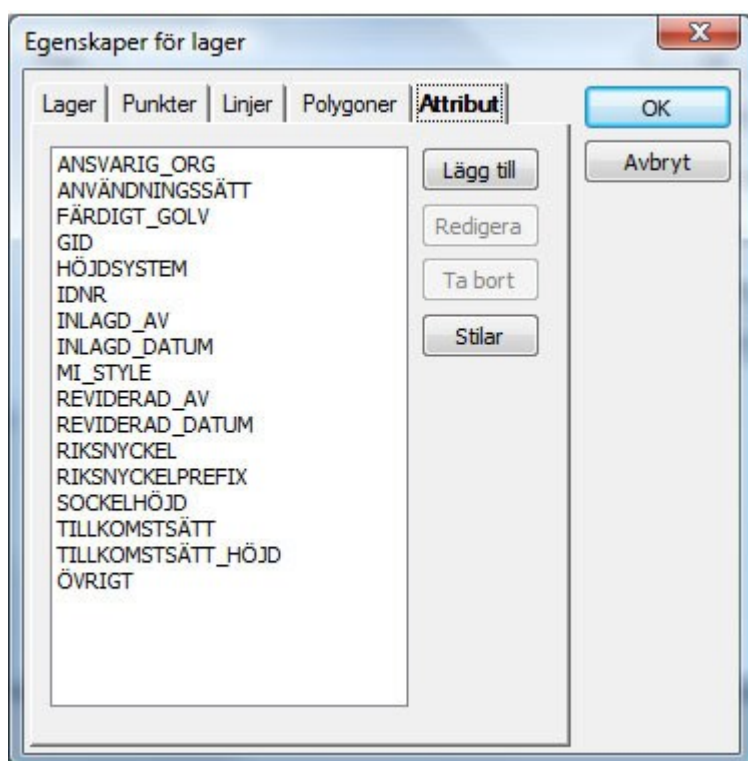 Egenskaper för lager
Lager Punkter Linjer Polygoner Attribut
OK
Avbryt
ANSVARIG_ORG
ANVÄNDNINGSSÄTT
FÄRDIGT_GOLV
GID
HÖJDSYSTEM
IDNR
INLAGD_AV
INLAGD_DATUM
MI_STYLE
REVIDERAD_AV
REVIDERAD_DATUM
RIKSNYCKEL
RIKSNYCKELPREFIX
SOCKELHÖJD
TILLKOMSTSÄTT
TILLKOMSTSÄTT_HÖJD
ÖVRIGT
Lägg till
Redigera
Ta bort
Stilar